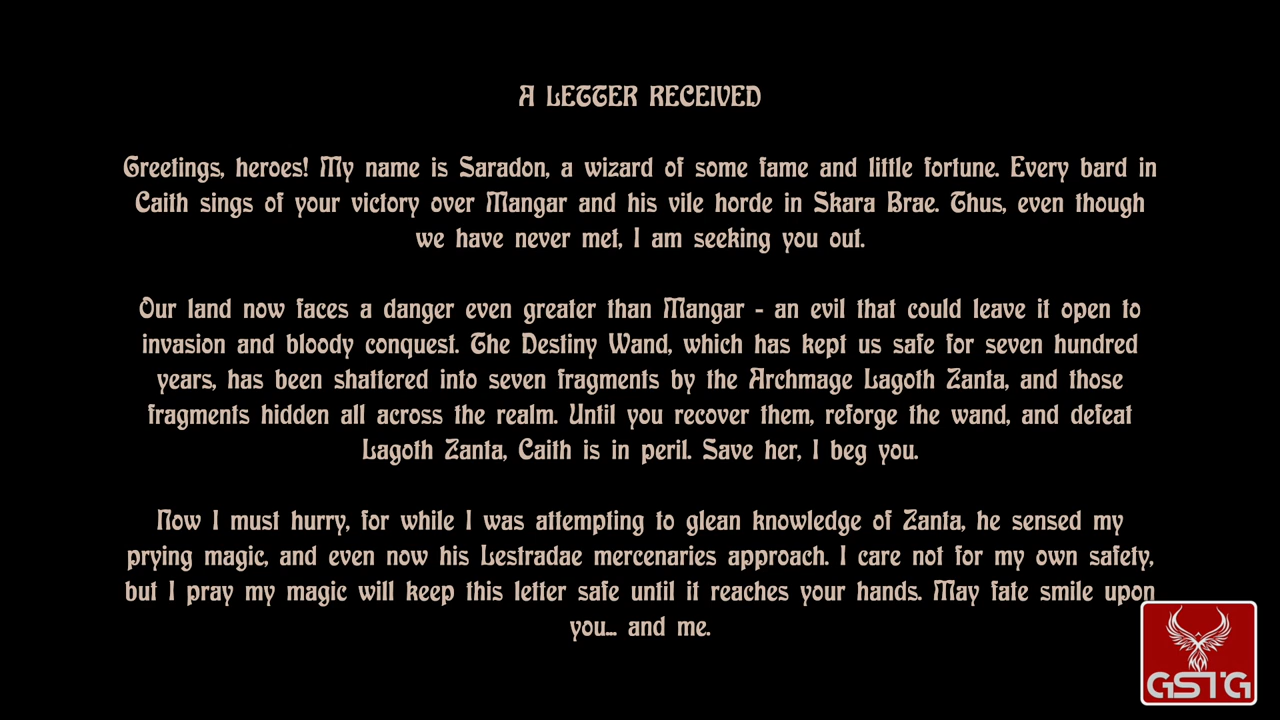 A LETTER RECEIVED
Greetings, heroes! My name is Saradon, a wizard of some fame and little fortune. Every bard in
Caith sings of your victory over Mangar and his vile horde in Skara Brae. Thus, even though
we have never met, I am seeking you out.
Our land now faces a danger even greater than Mangar - an evil that could leave it open to
invasion and bloody conquest. The Destiny Wand, which has kept us safe for seven hundred
years, has been shattered into seven fragments by the Archmage Lagoth Zanta, and those
fragments hidden all across the realm. Until you recover them, reforge the wand, and defeat
Lagoth Zanta, Caith is in peril. Save her, I beg you.
Now I must hurry, for while I was attempting to glean knowledge of Zanta, he sensed my
prying magic, and even now his Lestradae mercenaries approach. I care not for my own safety,
but I pray my magic will keep this letter safe until it reaches your hands. May fate smile upon
you... and me.
GSTG